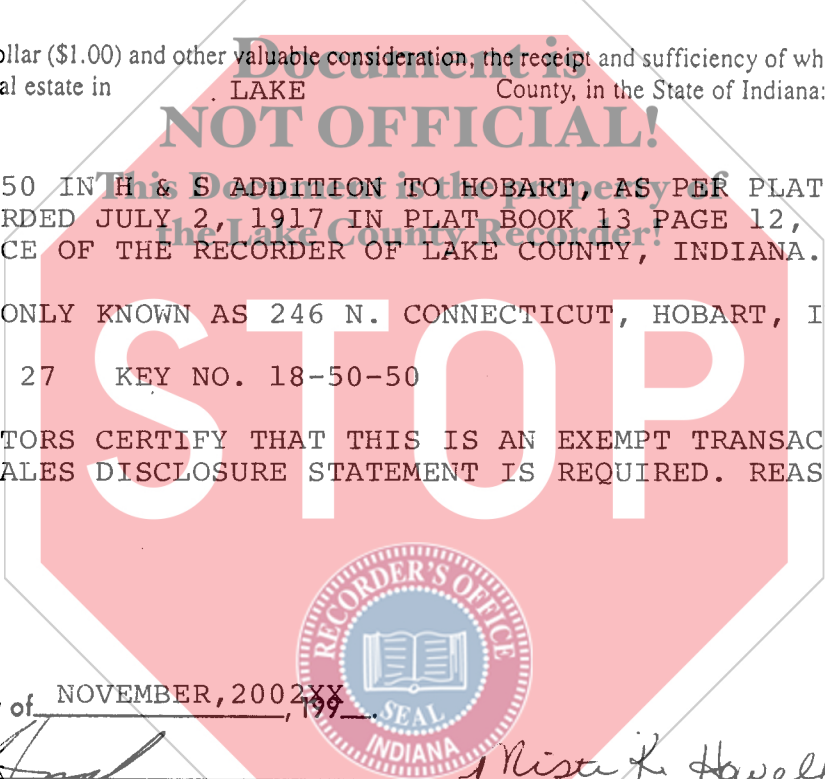 ollar ($1.00) and other valuable consideration, the receipt and sufficiency of wh
Document is
al estate in . LAKE County, in the State of Indiana:
NOT OFFICIAL!
50 IN H & S ADDITION TO HOBART, AS PER PLAT
This Document is the property of
RDED JULY 2, 1917 IN PLAT BOOK 13 PAGE 12,
the Lake County Recorder!
CE OF THE RECORDER OF LAKE COUNTY, INDIANA.
ONLY KNOWN AS 246 N. CONNECTICUT, HOBART, I
27 KEY NO. 18-50-50
TORS CERTIFY THAT THIS IS AN EXEMPT TRANSAC
ALES DISCLOSURE STATEMENT IS REQUIRED. REAS
STOP
RECORDER'S OFFICE
SEAL
INDIANA
of NOVEMBER, 2002XX, 199__.
K. Howell